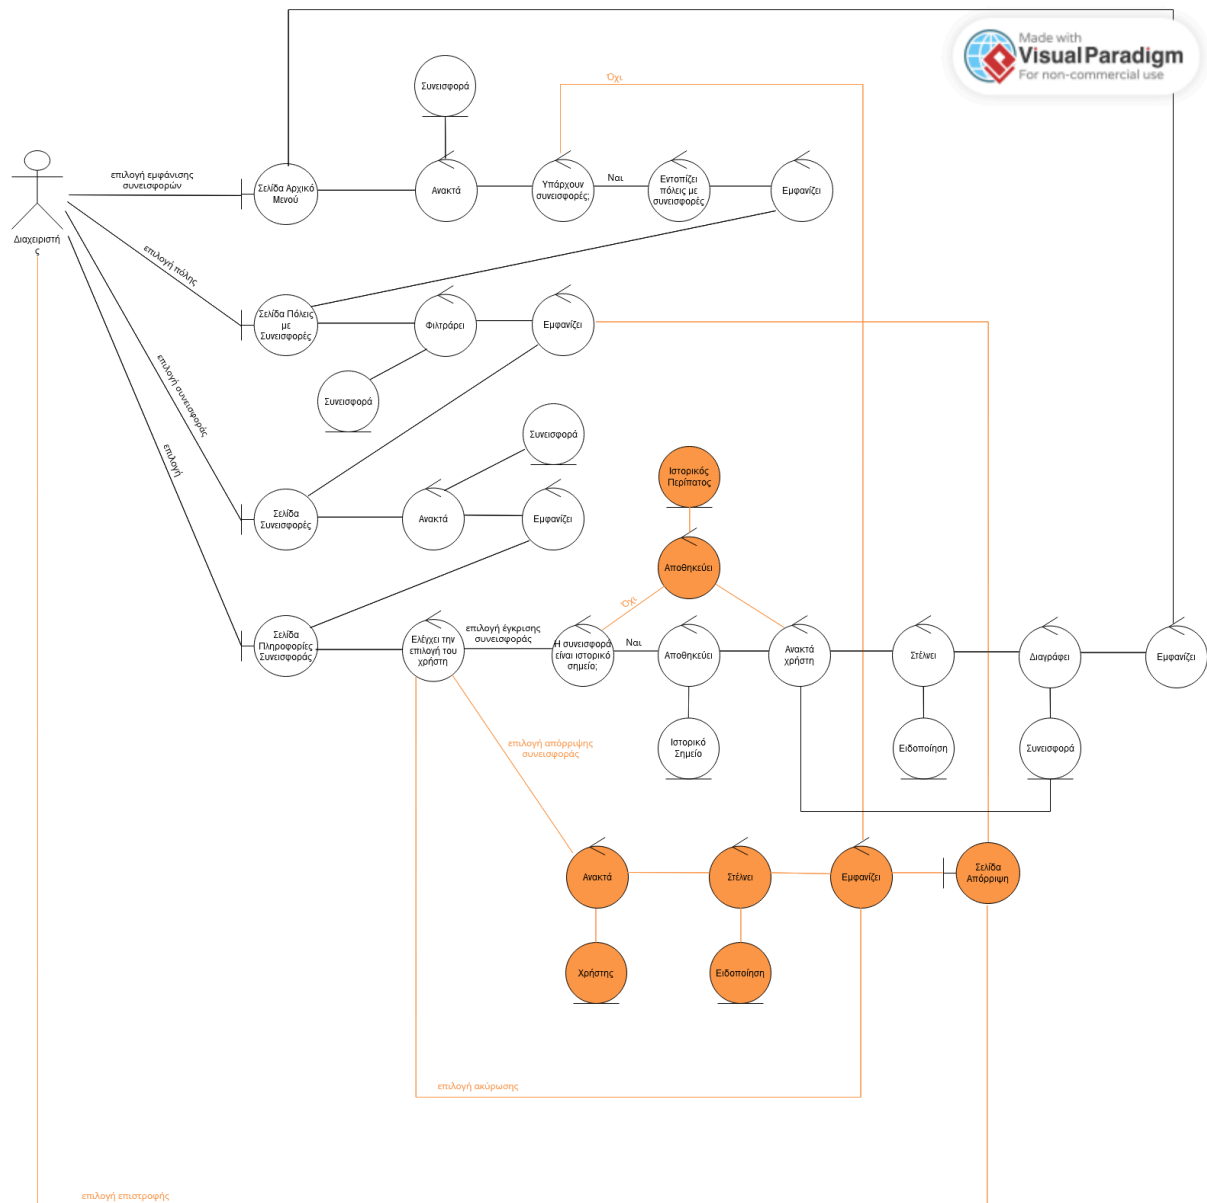 Made with
Visual Paradigm
For non-commercial use
Όχι
Συνεισφορά
επιλογή εμφάνισης
συνεισφορών
Σελίδα Αρχικό
Μενού
Ανακτά
Υπάρχουν
συνεισφορές;
Ναι
Εντοπίζει
πόλεις με
συνεισφορές
Εμφανίζει
Διαχειριστή
ς
επιλογή πόλης
Σελίδα Πόλεις
με
Συνεισφορές
Φιλτράρει
Εμφανίζει
Συνεισφορά
επιλογή συνεισφοράς
Συνεισφορά
επιλογή
Ιστορικός
Περίπατος
Σελίδα
Συνεισφορές
Ανακτά
Εμφανίζει
Αποθηκεύει
Όχι
Σελίδα
Πληροφορίες
Συνεισφοράς
Ελέγχει την
επιλογή του
χρήστη
επιλογή έγκρισης
συνεισφοράς
Η συνεισφορά
είναι ιστορικό
σημείο;
Ναι
Αποθηκεύει
Ανακτά
χρήστη
Στέλνει
Διαγράφει
Εμφανίζει
επιλογή απόρριψης
συνεισφοράς
Ιστορικό
Σημείο
Ειδοποίηση
Συνεισφορά
Ανακτά
Στέλνει
Εμφανίζει
Σελίδα
Απόρριψη
Χρήστης
Ειδοποίηση
επιλογή ακύρωσης
επιλογή επιστροφής